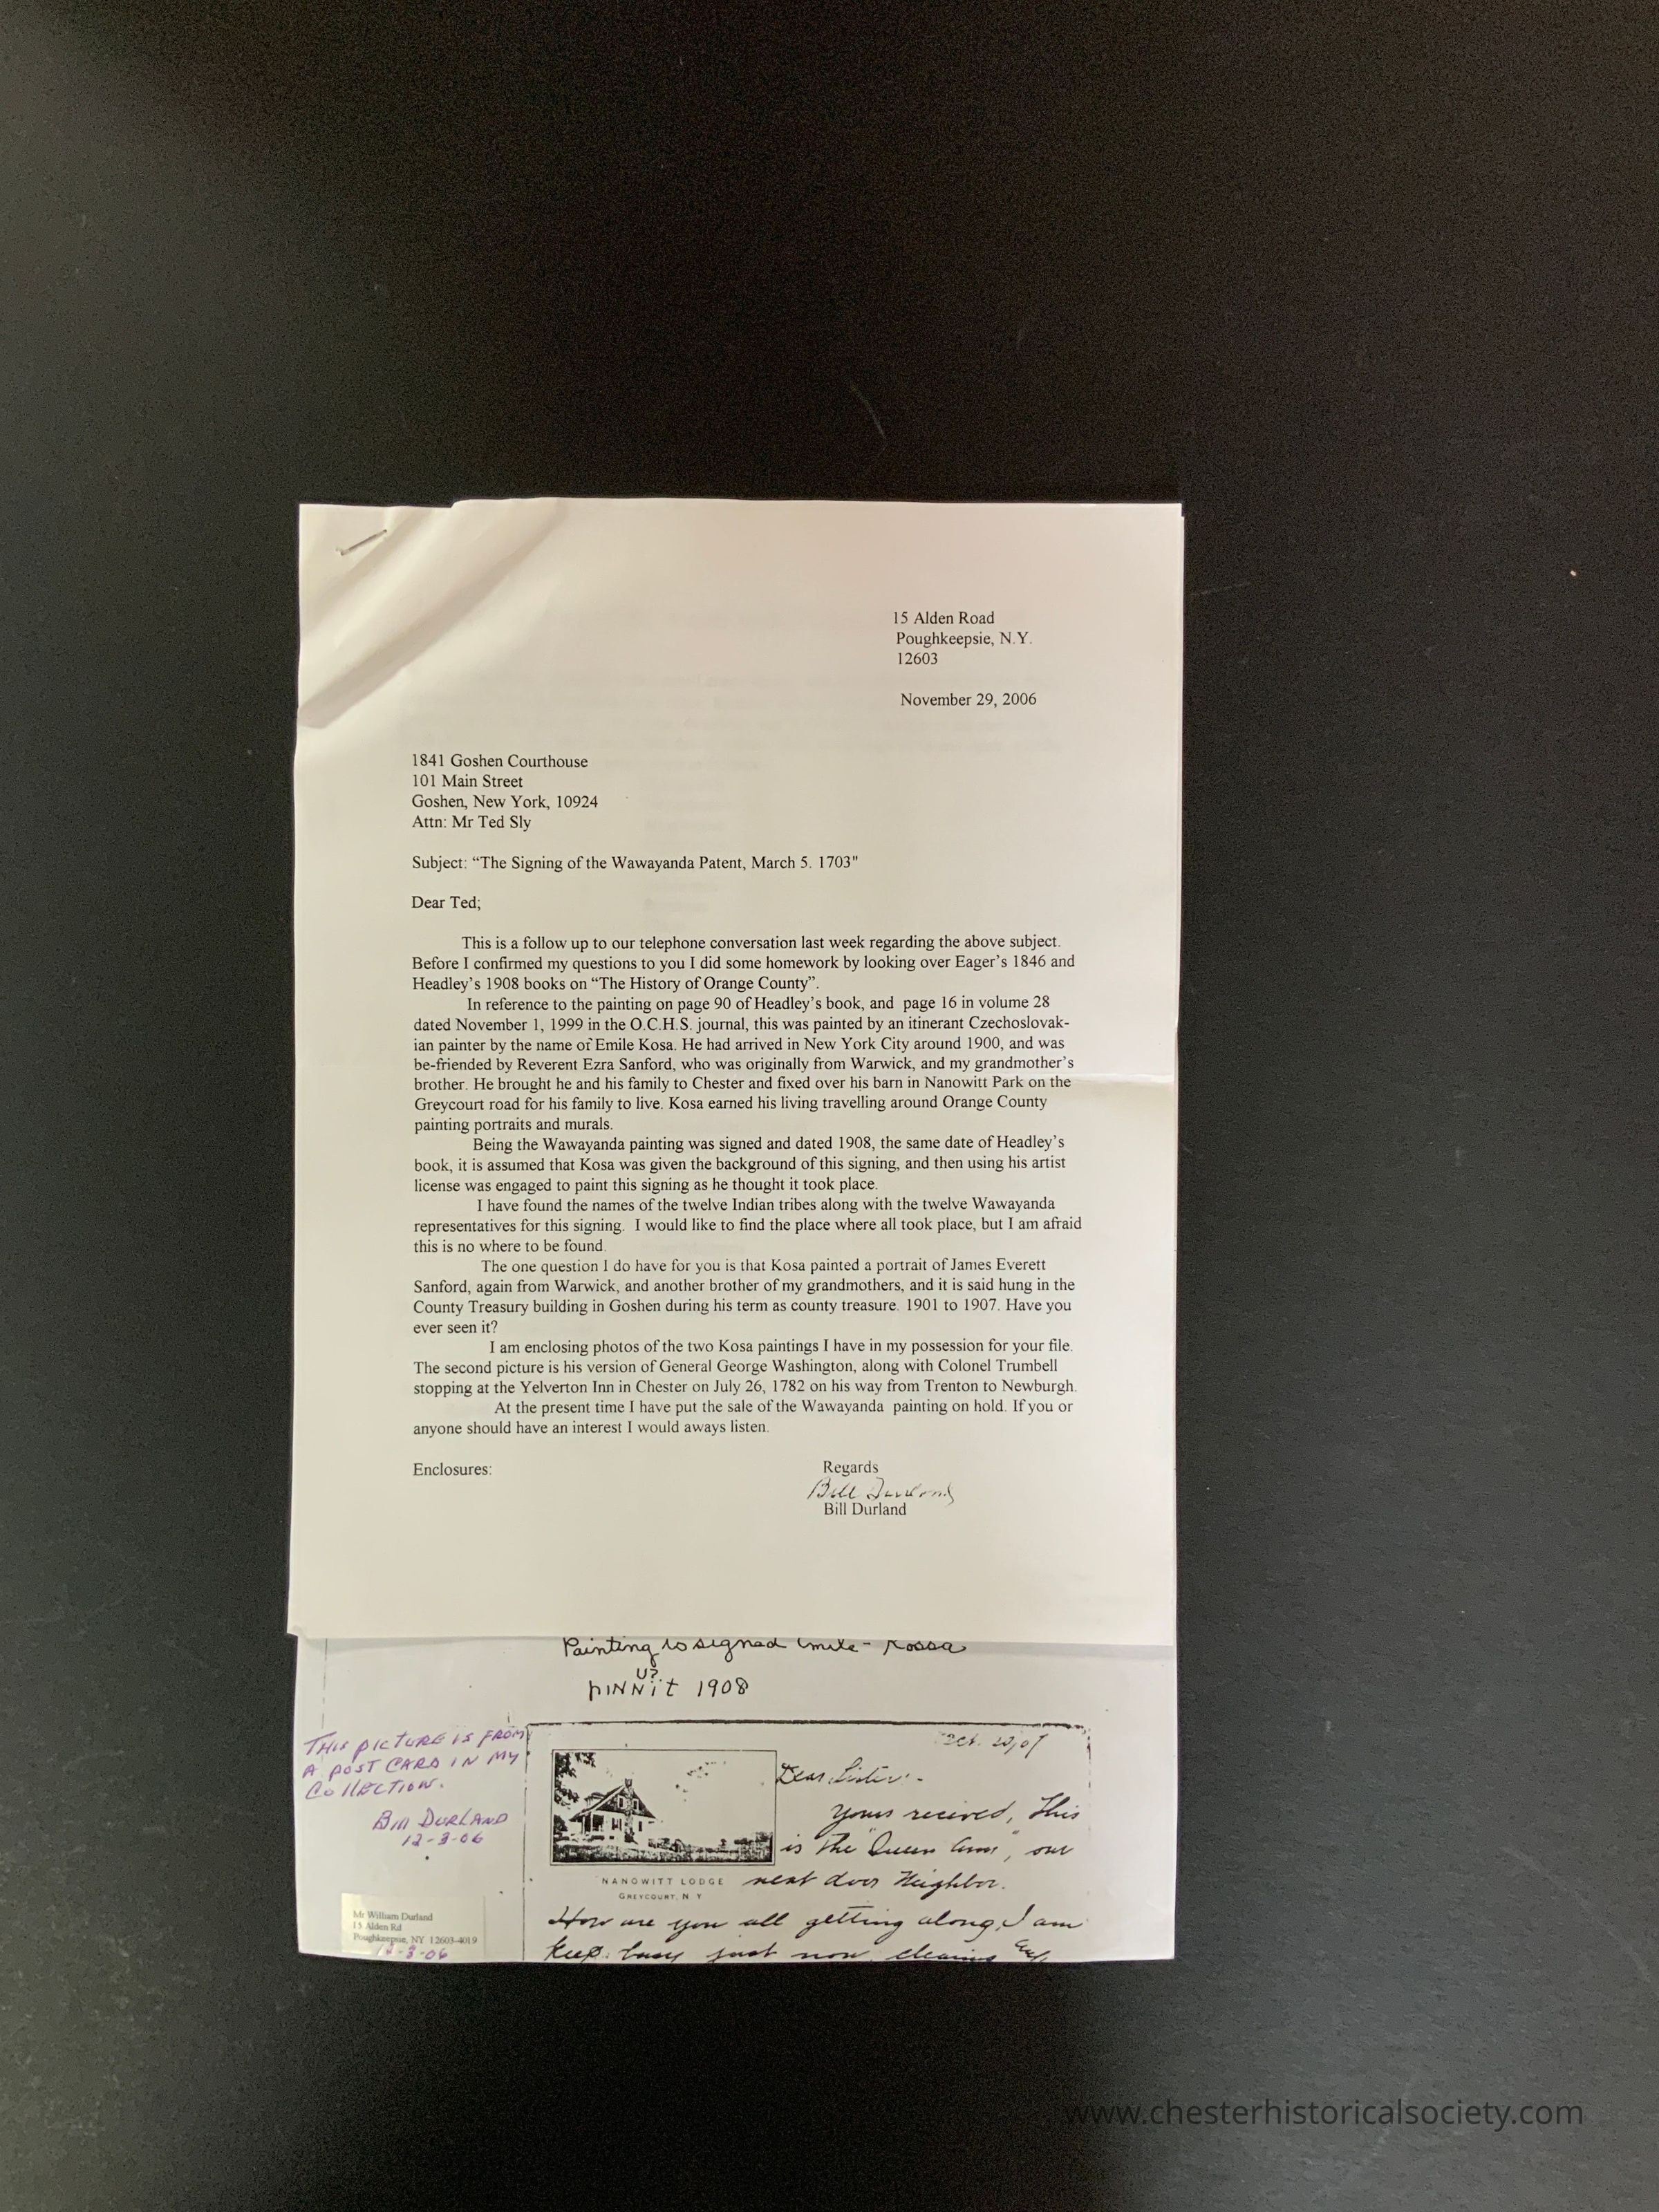 15 Alden Road
Poughkeepsie, N.Y.
12603
November 29, 2006
1841 Goshen Courthouse
101 Main Street
Goshen, New York, 10924
Attn: Mr Ted Sly
Subject: “The Signing of the Wawayanda Patent, March 5. 1703"
Dear Ted;
This is a follow up to our telephone conversation last week regarding the above subject.
Before I confirmed my questions to you I did some homework by looking over Eager’s 1846 and
Headley’s 1908 books on “The History of Orange County”.
In reference to the painting on page 90 of Headley’s book, and page 16 in volume 28
dated November 1, 1999 in the O.C.H.S. journal, this was painted by an itinerant Czechoslovak-
ian painter by the name of Emile Kosa. He had arrived in New York City around 1900, and was
be-friended by Reverent Ezra Sanford, who was originally from Warwick, and my grandmother’s
brother. He brought he and his family to Chester and fixed over his barn in Nanowitt Park on the
Greycourt road for his family to live. Kosa earned his living travelling around Orange County
painting portraits and murals.
Being the Wawayanda painting was signed and dated 1908, the same date of Headley’s
book, it is assumed that Kosa was given the background of this signing, and then using his artist
license was engaged to paint this signing as he thought it took place.
I have found the names of the twelve Indian tribes along with the twelve Wawayanda
representatives for this signing. I would like to find the place where all took place, but I am afraid
this is no where to be found.
The one question I do have for you is that Kosa painted a portrait of James Everett
Sanford, again from Warwick, and another brother of my grandmothers, and it is said hung in the
County Treasury building in Goshen during his term as county treasure. 1901 to 1907. Have you
ever seen it?
I am enclosing photos of the two Kosa paintings I have in my possession for your file.
The second picture is his version of General George Washington, along with Colonel Trumbell
stopping at the Yelverton Inn in Chester on July 26, 1782 on his way from Trenton to Newburgh.
At the present time I have put the sale of the Wawayanda painting on hold. If you or
anyone should have an interest I would aways listen.
Enclosures:
Regards
Bill Durland
Bill Durland
Painting is signed Emile - Kossa
U?
pINNit 1908
THIS PICTURE IS FROM
A POST CARD IN MY
COllECTION.
Bill DURLAND
12-3-06
Mr William Durland
15 Alden Rd
Poughkeepsie, NY 12603-4019
12-3-06
Oct. 20/07
Dear Sister. -
Yours recived, This
is the "Queen Ann", our
next door Neighbor.
NANOWITT LODGE
GREYCOURT, N Y
How are you all getting along, I am
keep busy just now cleaning
www.chesterhistoricalsociety.com